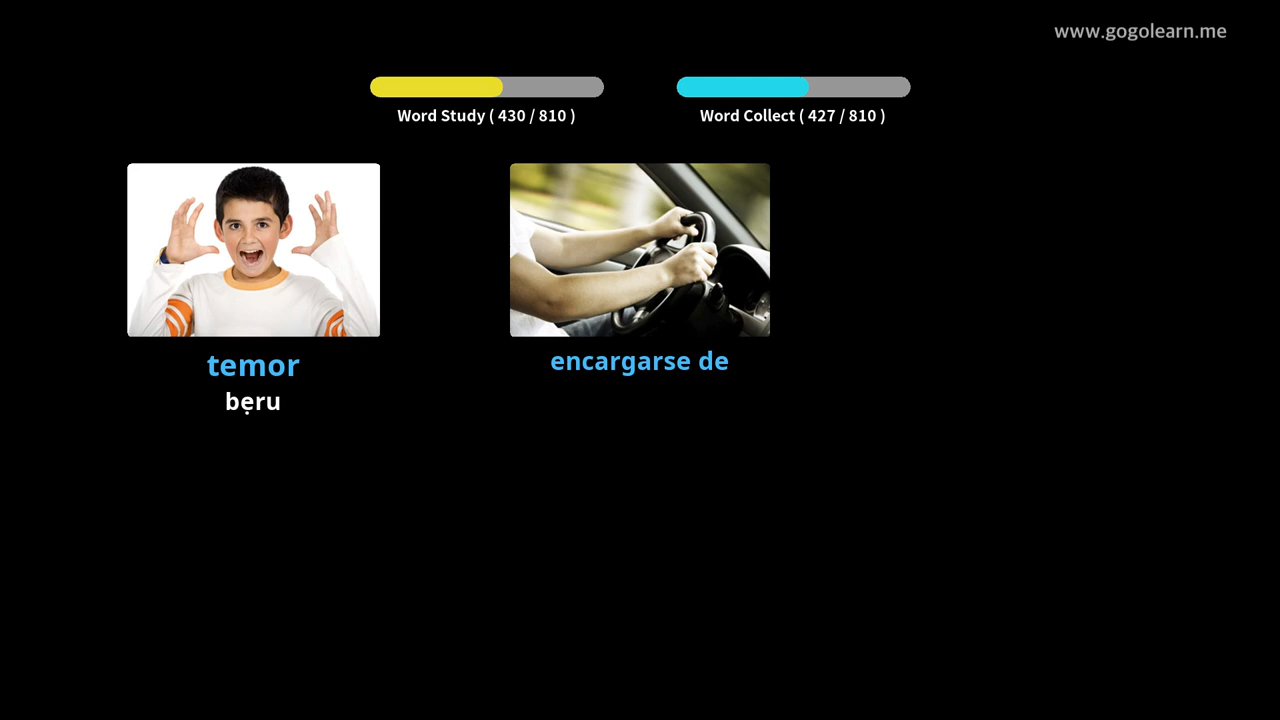 www.gogolearn.me
Word Study ( 430 / 810 )
Word Collect ( 427 / 810 )
temor
bẹru
encargarse de